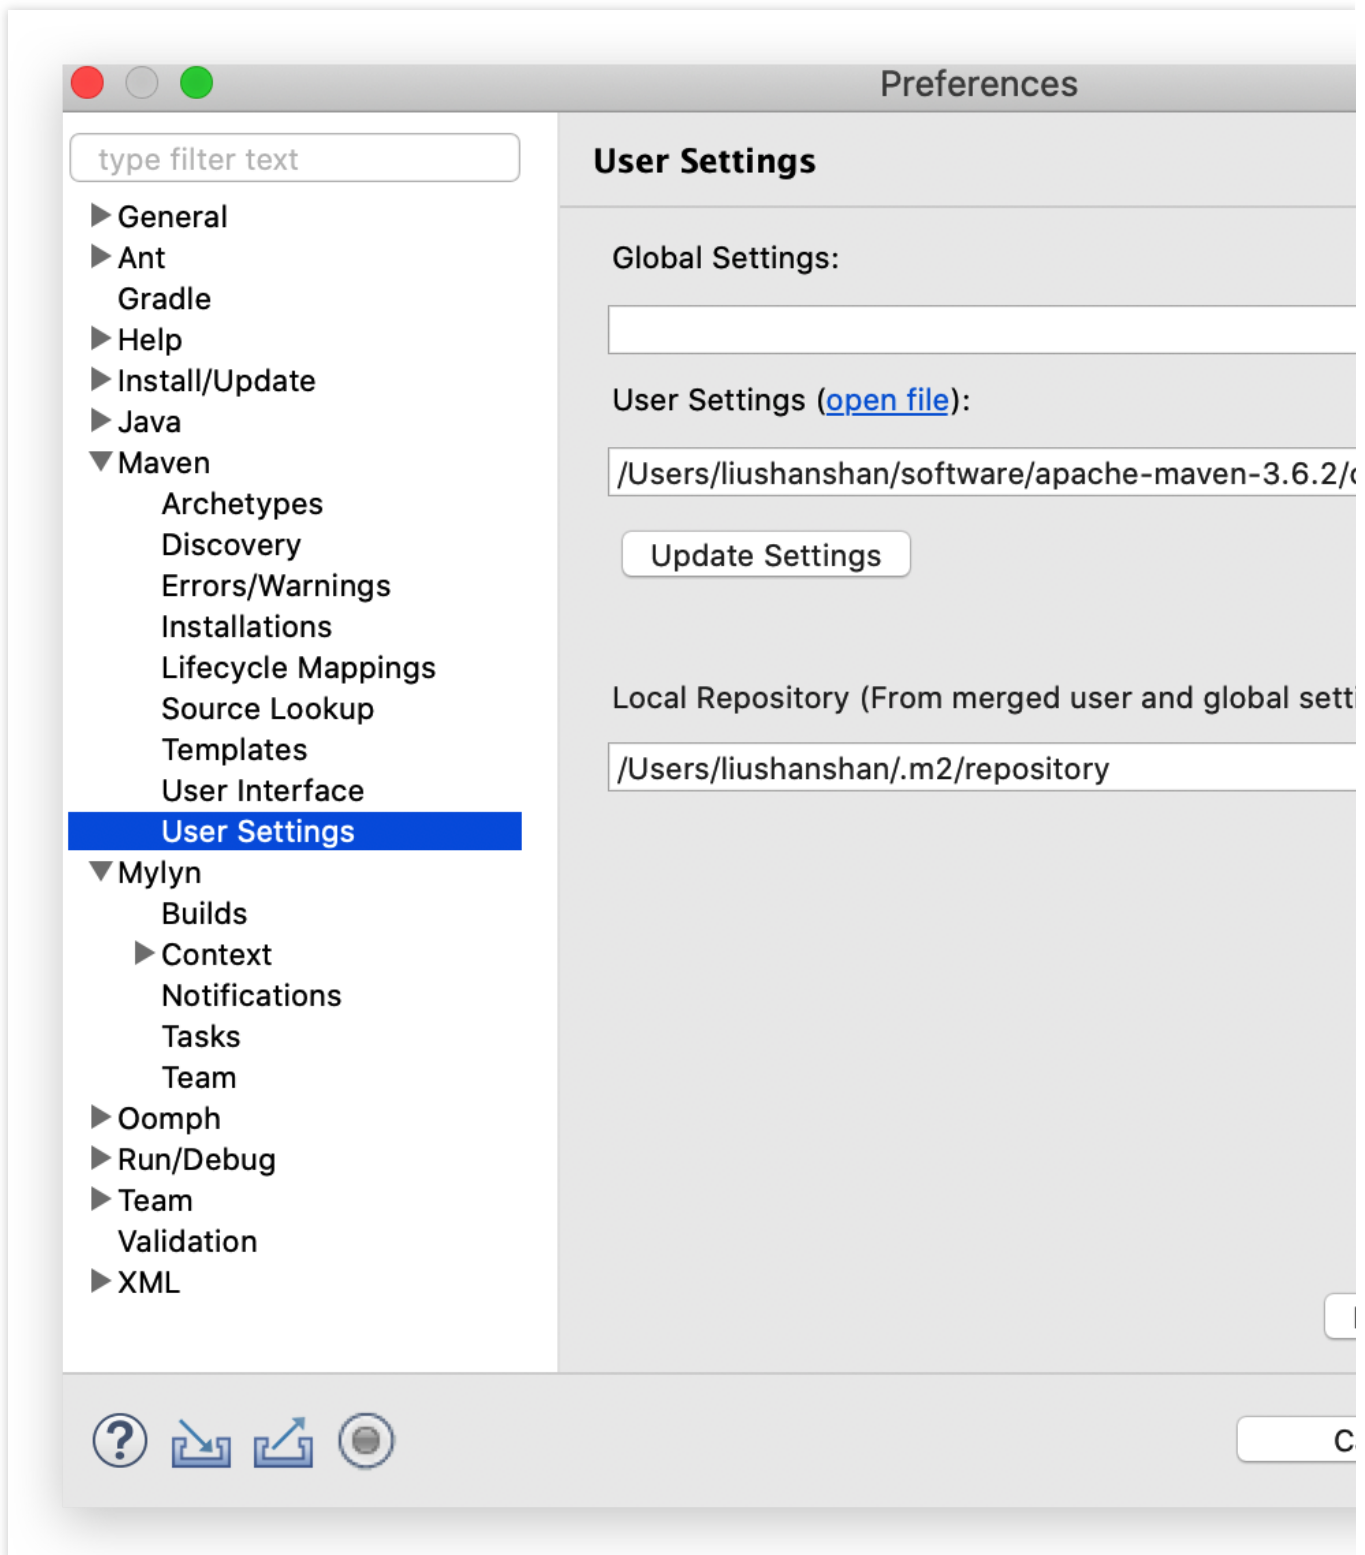 Preferences
type filter text
General
Ant
Gradle
Help
Install/Update
Java
Maven
Archetypes
Discovery
Errors/Warnings
Installations
Lifecycle Mappings
Source Lookup
Templates
User Interface
User Settings
Mylyn
Builds
Context
Notifications
Tasks
Team
Oomph
Run/Debug
Team
Validation
XML
User Settings
Global Settings:
User Settings (open file):
/Users/liushanshan/software/apache-maven-3.6.2/
Update Settings
Local Repository (From merged user and global
/Users/liushanshan/.m2/repository